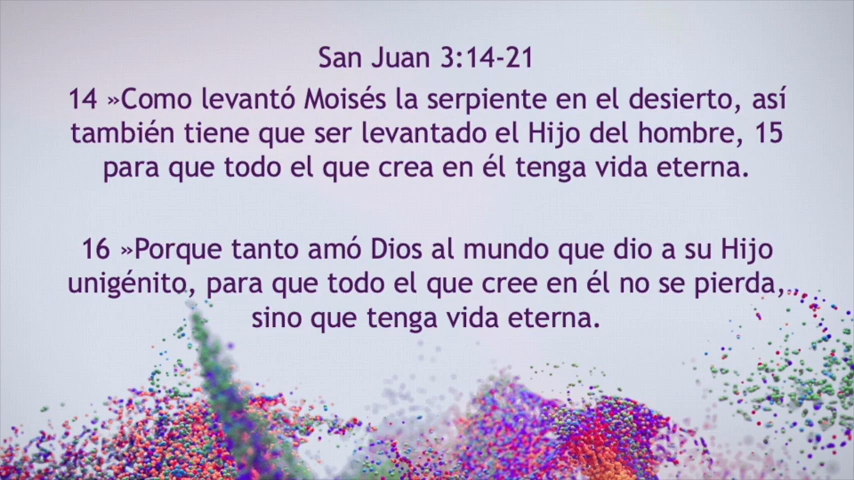 San Juan 3:14-21
14 »Como levantó Moisés la serpiente en el desierto, así
también tiene que ser levantado el Hijo del hombre, 15
para que todo el que crea en él tenga vida eterna.
16 »Porque tanto amó Dios al mundo que dio a su Hijo
unigénito, para que todo el que cree en él no se pierda,
sino que tenga vida eterna.